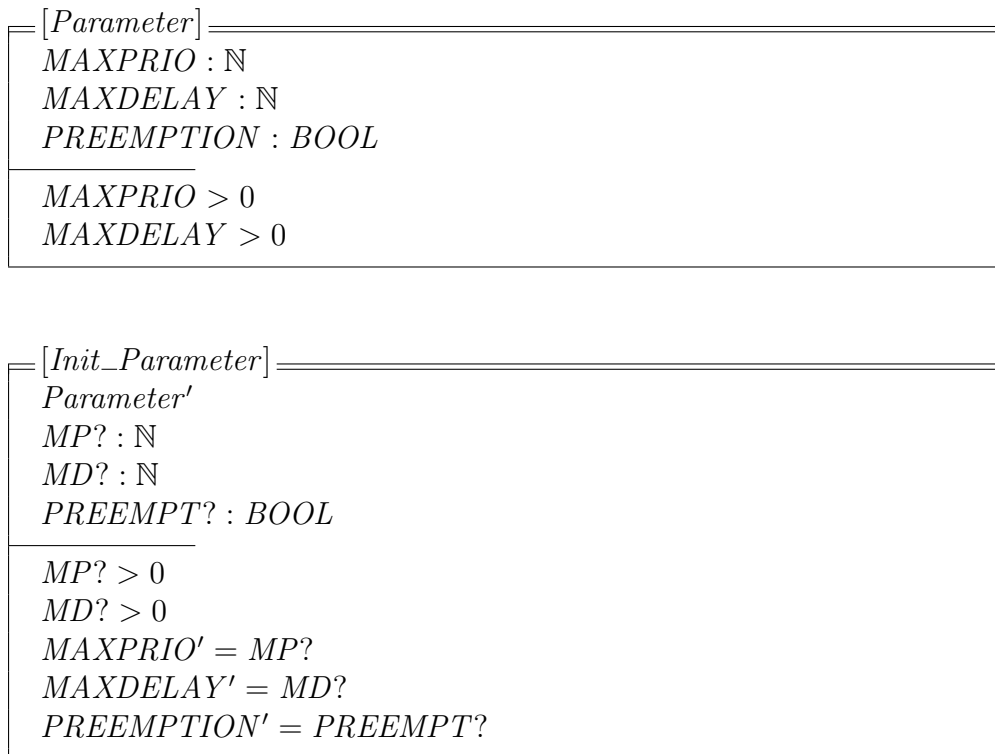 [Parameter]
MAXPRIO : ℕ
MAXDELAY : ℕ
PREEMPTION : BOOL
MAXPRIO > 0
MAXDELAY > 0
[Init_Parameter]
Parameter′
MP? : ℕ
MD? : ℕ
PREEMPT? : BOOL
MP? > 0
MD? > 0
MAXPRIO′ = MP?
MAXDELAY′ = MD?
PREEMPTION′ = PREEMPT?